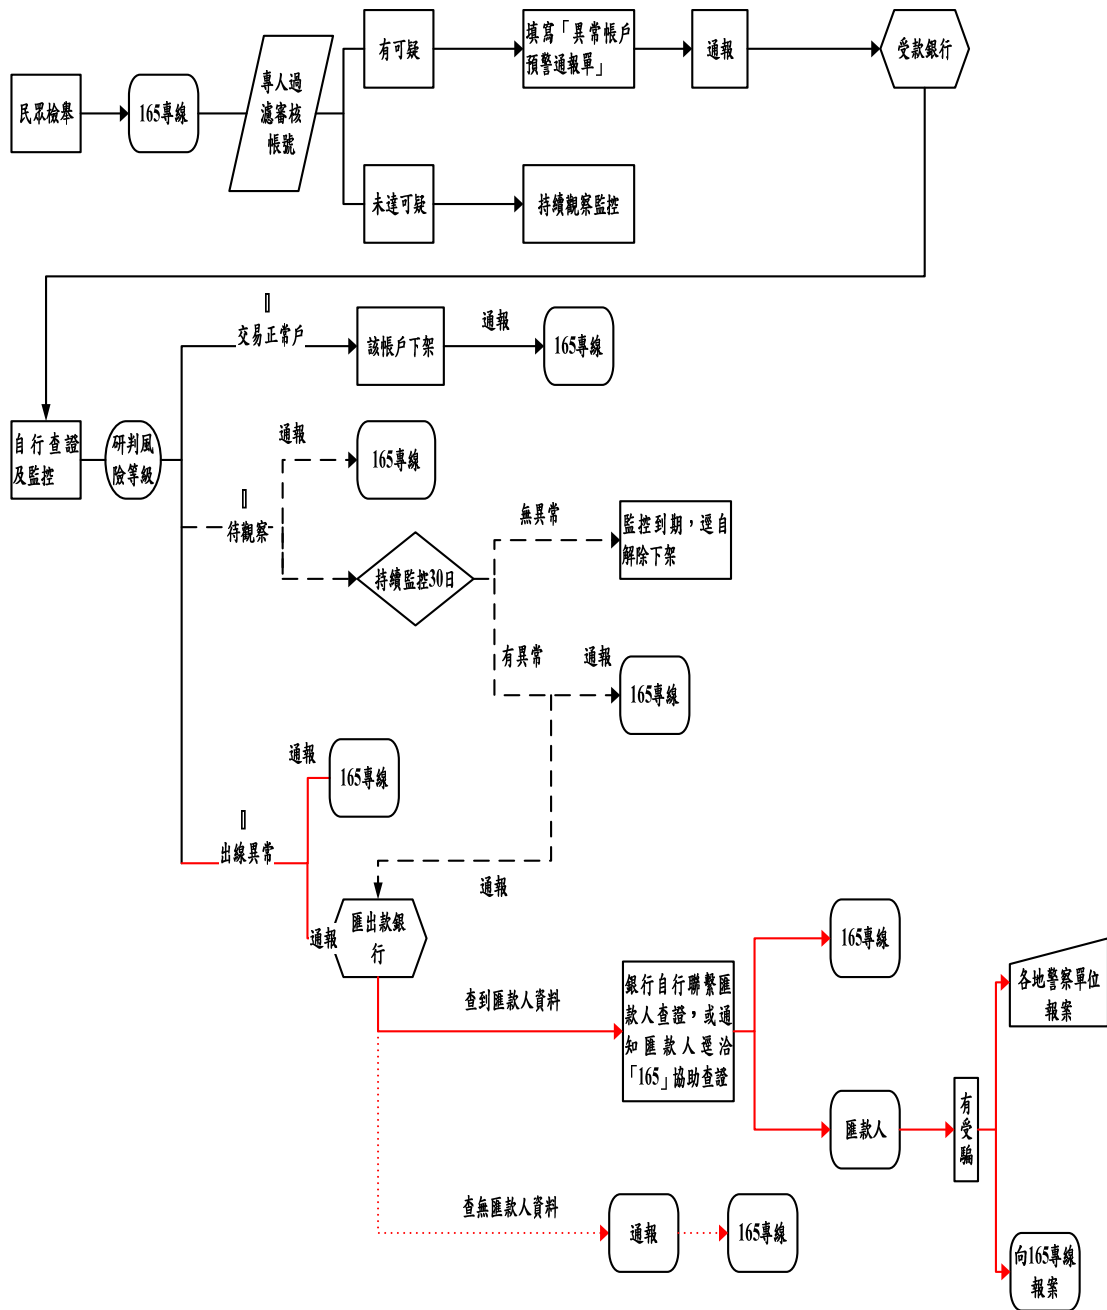 民眾檢舉
165專線
專人過
濾審核
帳號
有可疑
填寫「異常帳戶
預警通報單」
通報
受款銀行
未達可疑
持續觀察監控
交易正常戶
該帳戶下架
通報
165專線
自行查證
及監控
研判風
險等級
通報
165專線
待觀察
持續監控30日
無異常
監控到期，逕自
解除下架
有異常
通報
165專線
通報
165專線
出線異常
通報
通報
匯出款銀
行
查到匯款人資料
銀行自行聯繫匯
款人查證，或通
知匯款人逕洽
「165」協助查證
165專線
各地警察單位
報案
匯款人
有
受
騙
查無匯款人資料
通報
165專線
向165專線
報案